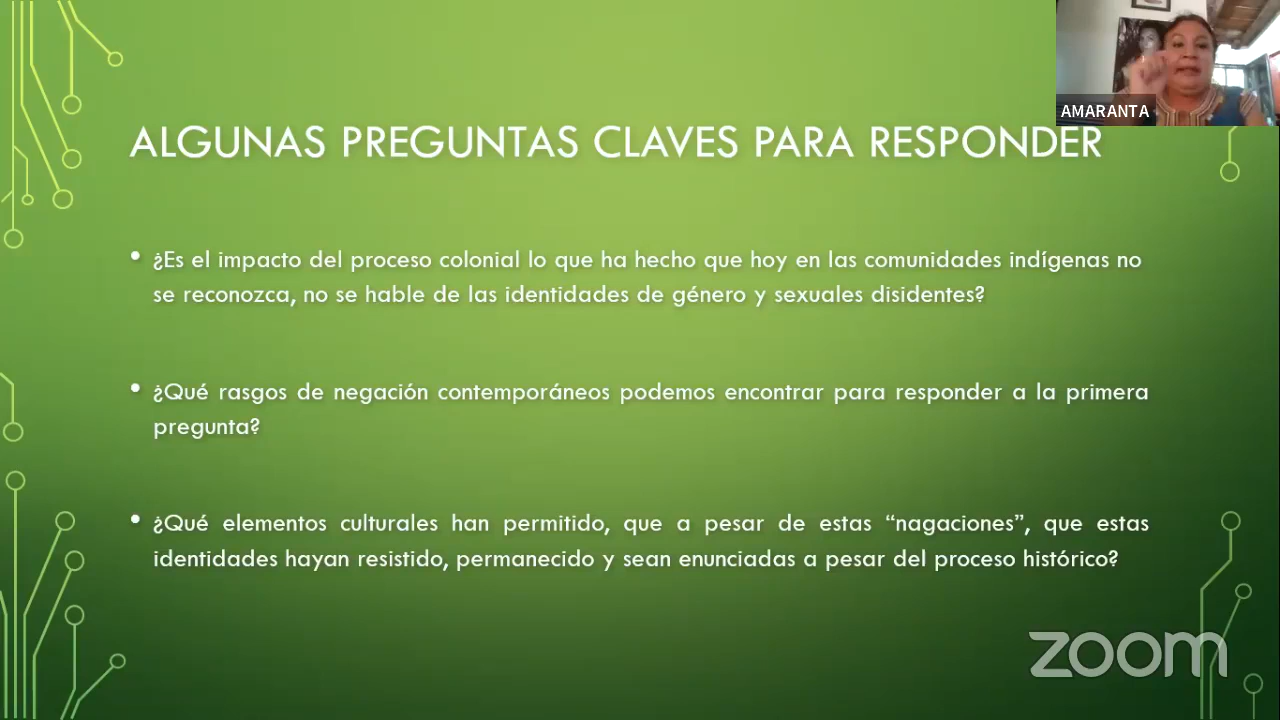 AMARANTA
ALGUNAS PREGUNTAS CLAVES PARA RESPONDER
• ¿Es el impacto del proceso colonial lo que ha hecho que hoy en las comunidades indígenas no
se reconozca, no se hable de las identidades de género y sexuales disidentes?
• ¿Qué rasgos de negación contemporáneos podemos encontrar para responder a la primera
pregunta?
• ¿Qué elementos culturales han permitido, que a pesar de estas “nagaciones”, que estas
identidades hayan resistido, permanecido y sean enunciadas a pesar del proceso histórico?
zoom